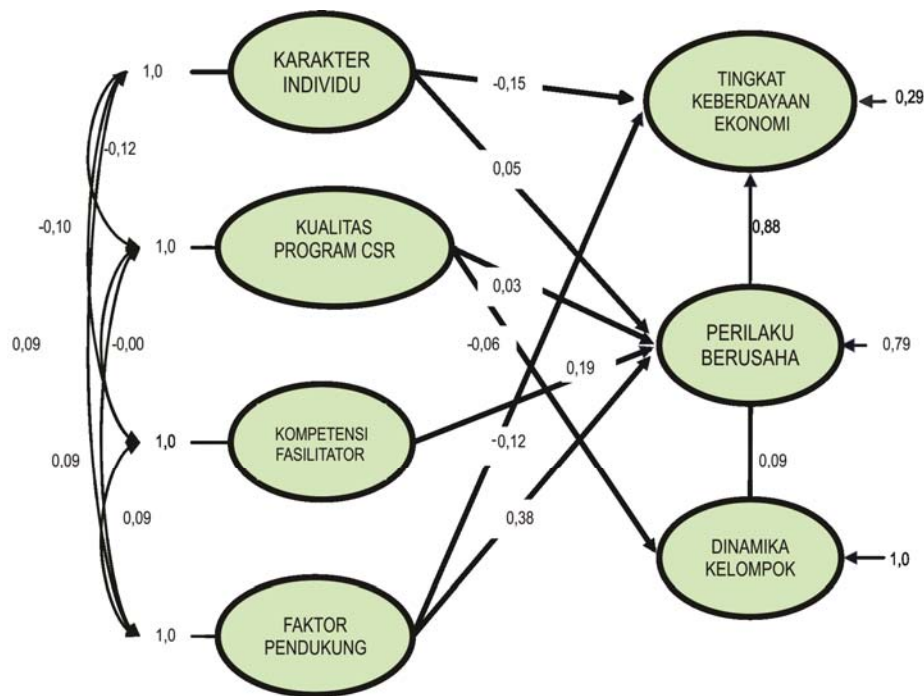 1,0
KARAKTER
INDIVIDU
-0,15
TINGKAT
KEBERDAYAAN
EKONOMI
0,29
-0,12
0,05
-0,10
1,0
KUALITAS
PROGRAM CSR
0,88
0,03
0,09
-0,00
-0,06
PERILAKU
BERUSAHA
0,79
0,19
1,0
KOMPETENSI
FASILITATOR
-0,12
0.09
0.09
0,09
0,38
DINAMIKA
KELOMPOK
1,0
1,0
FAKTOR
PENDUKUNG